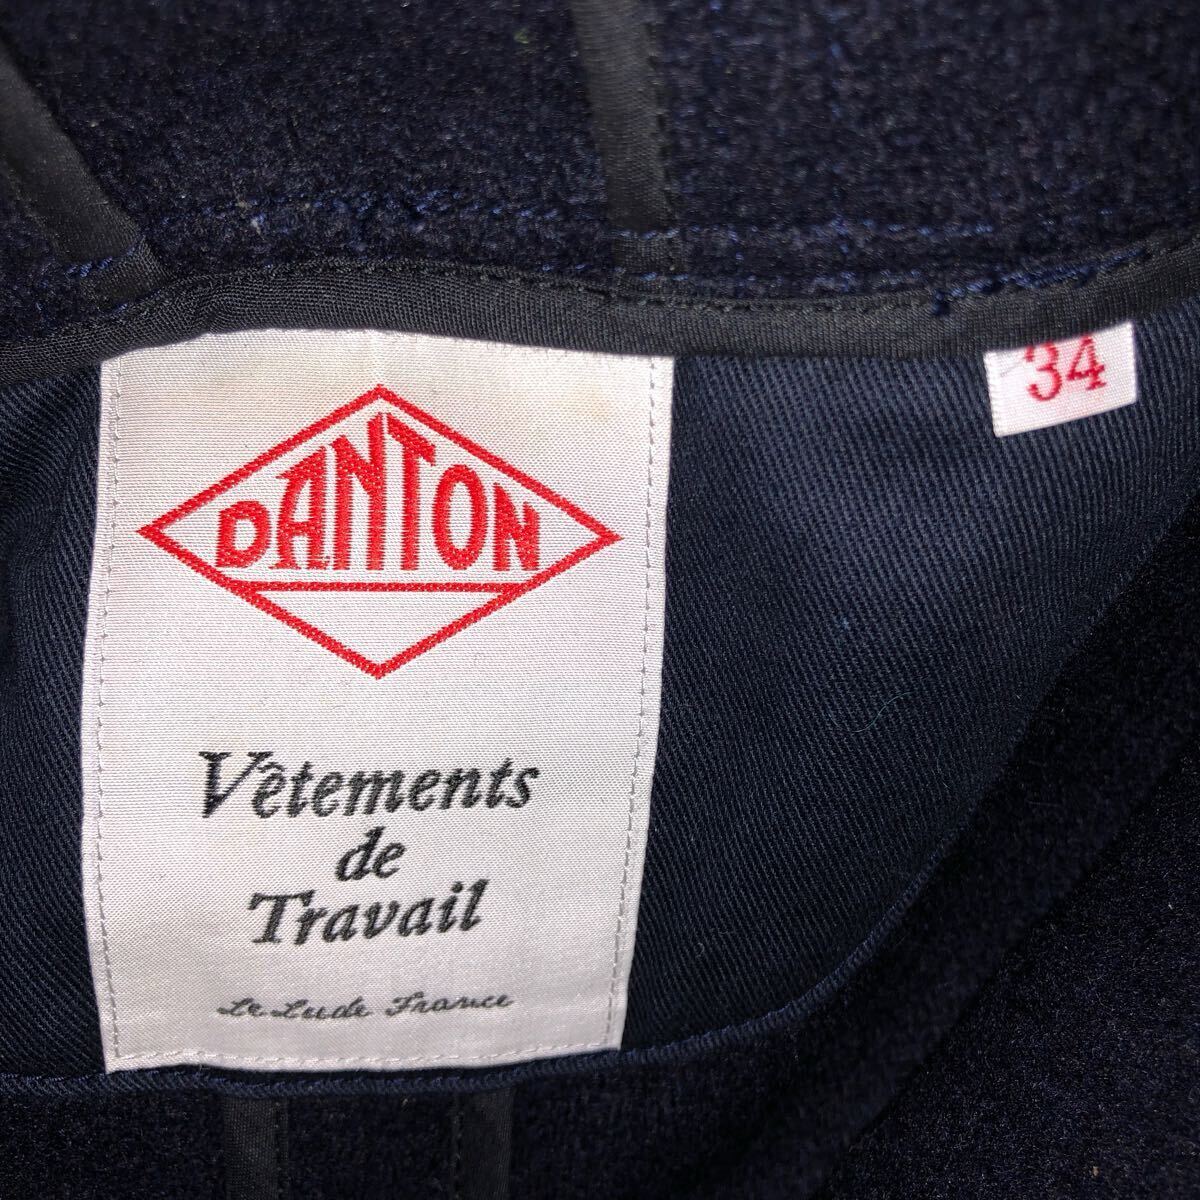 DANTON
34
Vêtements
de
Travail
Le Lude France